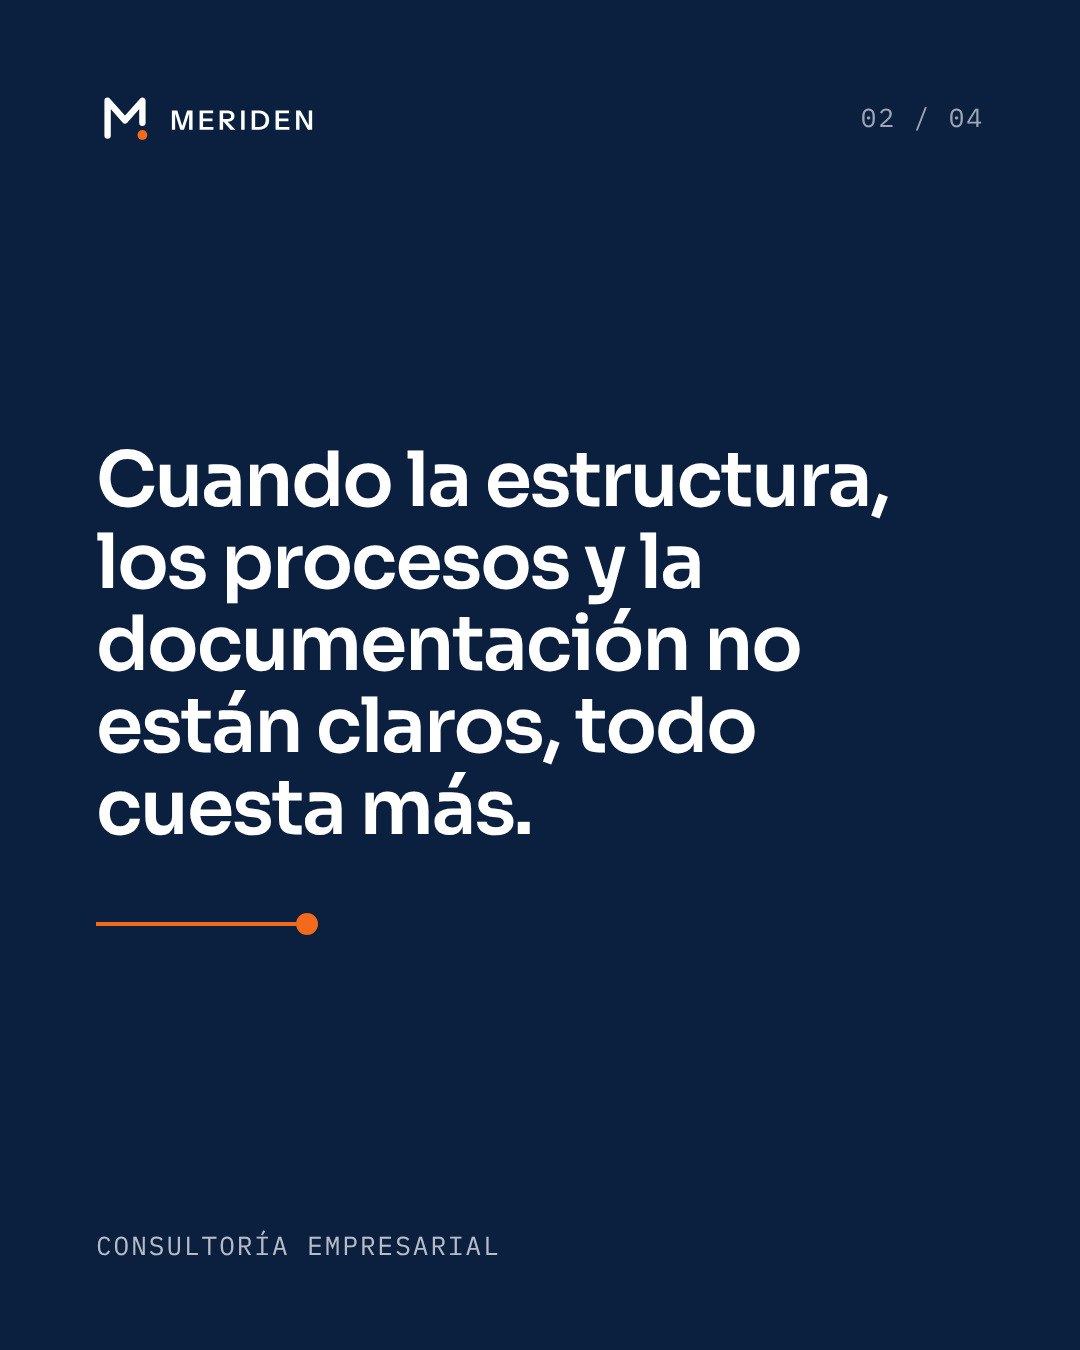 MERIDEN
02 / 04
Cuando la estructura,
los procesos y la
documentación no
están claros, todo
cuesta más.
CONSULTORÍA EMPRESARIAL